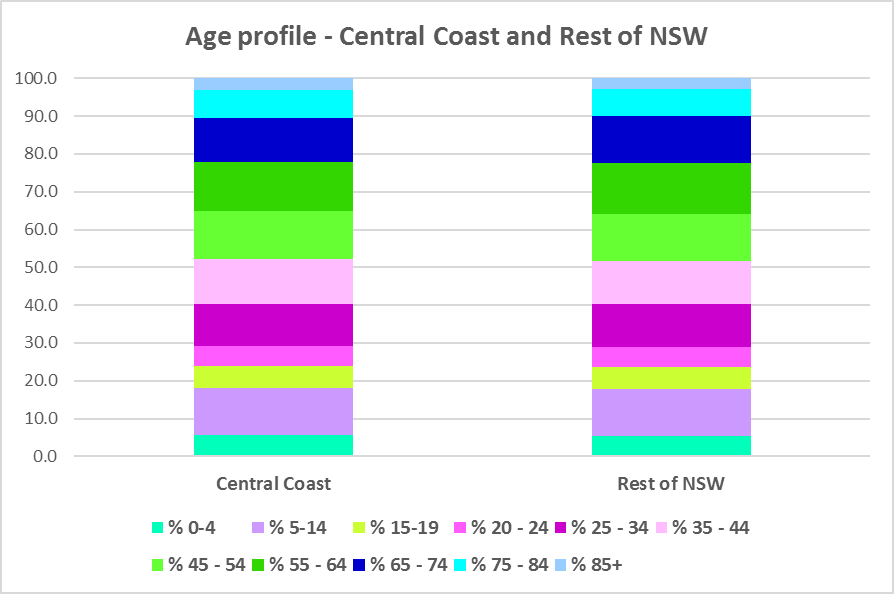 Age profile - Central Coast and Rest of NSW
100.0
90.0
80.0
70.0
60.0
50.0
40.0
30.0
20.0
10.0
0.0
Central Coast Rest of NSW
% 0-4 % 5-14 % 15-19 % 20 - 24 % 25 - 34 % 35 - 44
% 45 - 54 % 55 - 64 % 65 - 74 % 75 - 84 % 85+